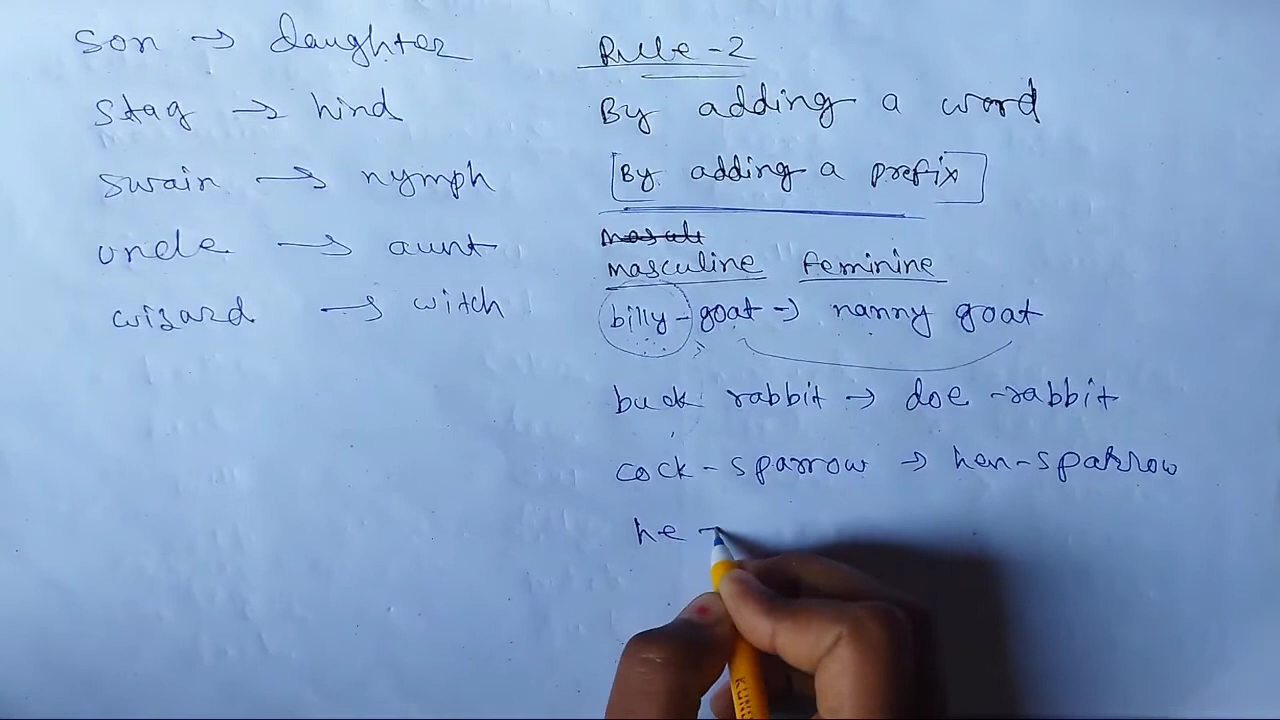 son → daughter
stag → hind
swain → nymph
uncle → aunt
wizard → witch
Rule-2
By adding a word
[By adding a prefix]
masculine feminine
billy-goat → nanny goat
buck rabbit → doe-rabbit
cock-sparrow → hen-sparrow
he -